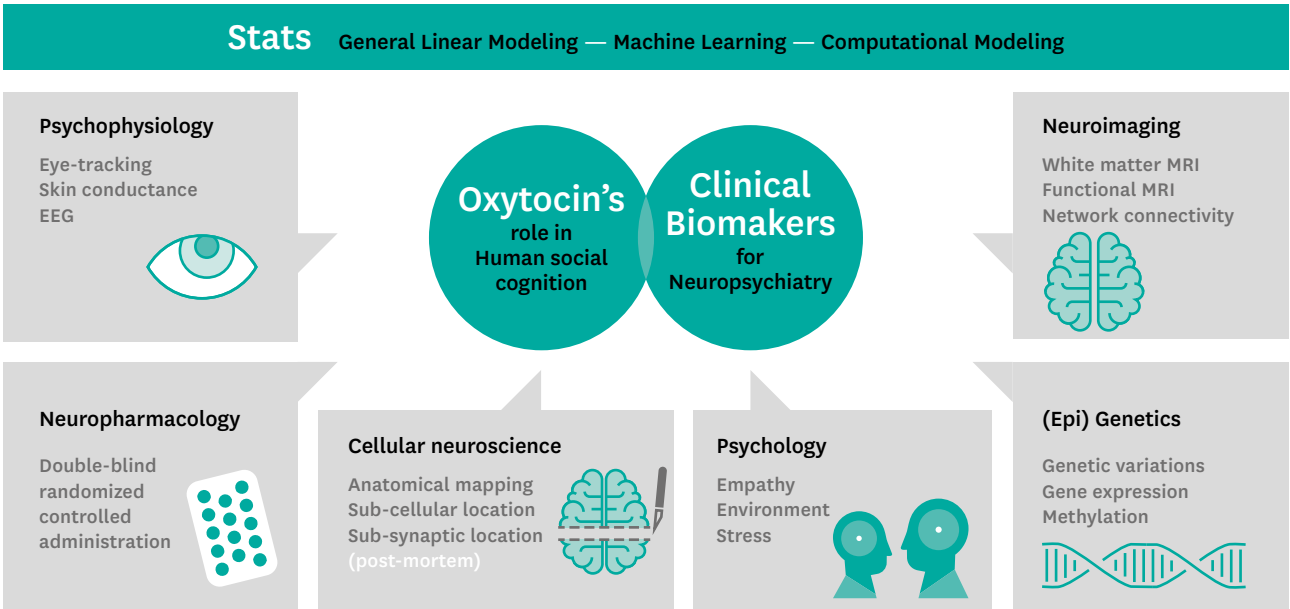 Stats General Linear Modeling — Machine Learning — Computational Modeling
Psychophysiology
Eye-tracking
Skin conductance
EEG
Oxytocin’s
role in
Human social
cognition
Clinical
Biomakers
for
Neuropsychiatry
Neuroimaging
White matter MRI
Functional MRI
Network connectivity
Neuropharmacology
Double-blind
randomized
controlled
administration
Cellular neuroscience
Anatomical mapping
Sub-cellular location
Sub-synaptic location
(post-mortem)
Psychology
Empathy
Environment
Stress
(Epi) Genetics
Genetic variations
Gene expression
Methylation